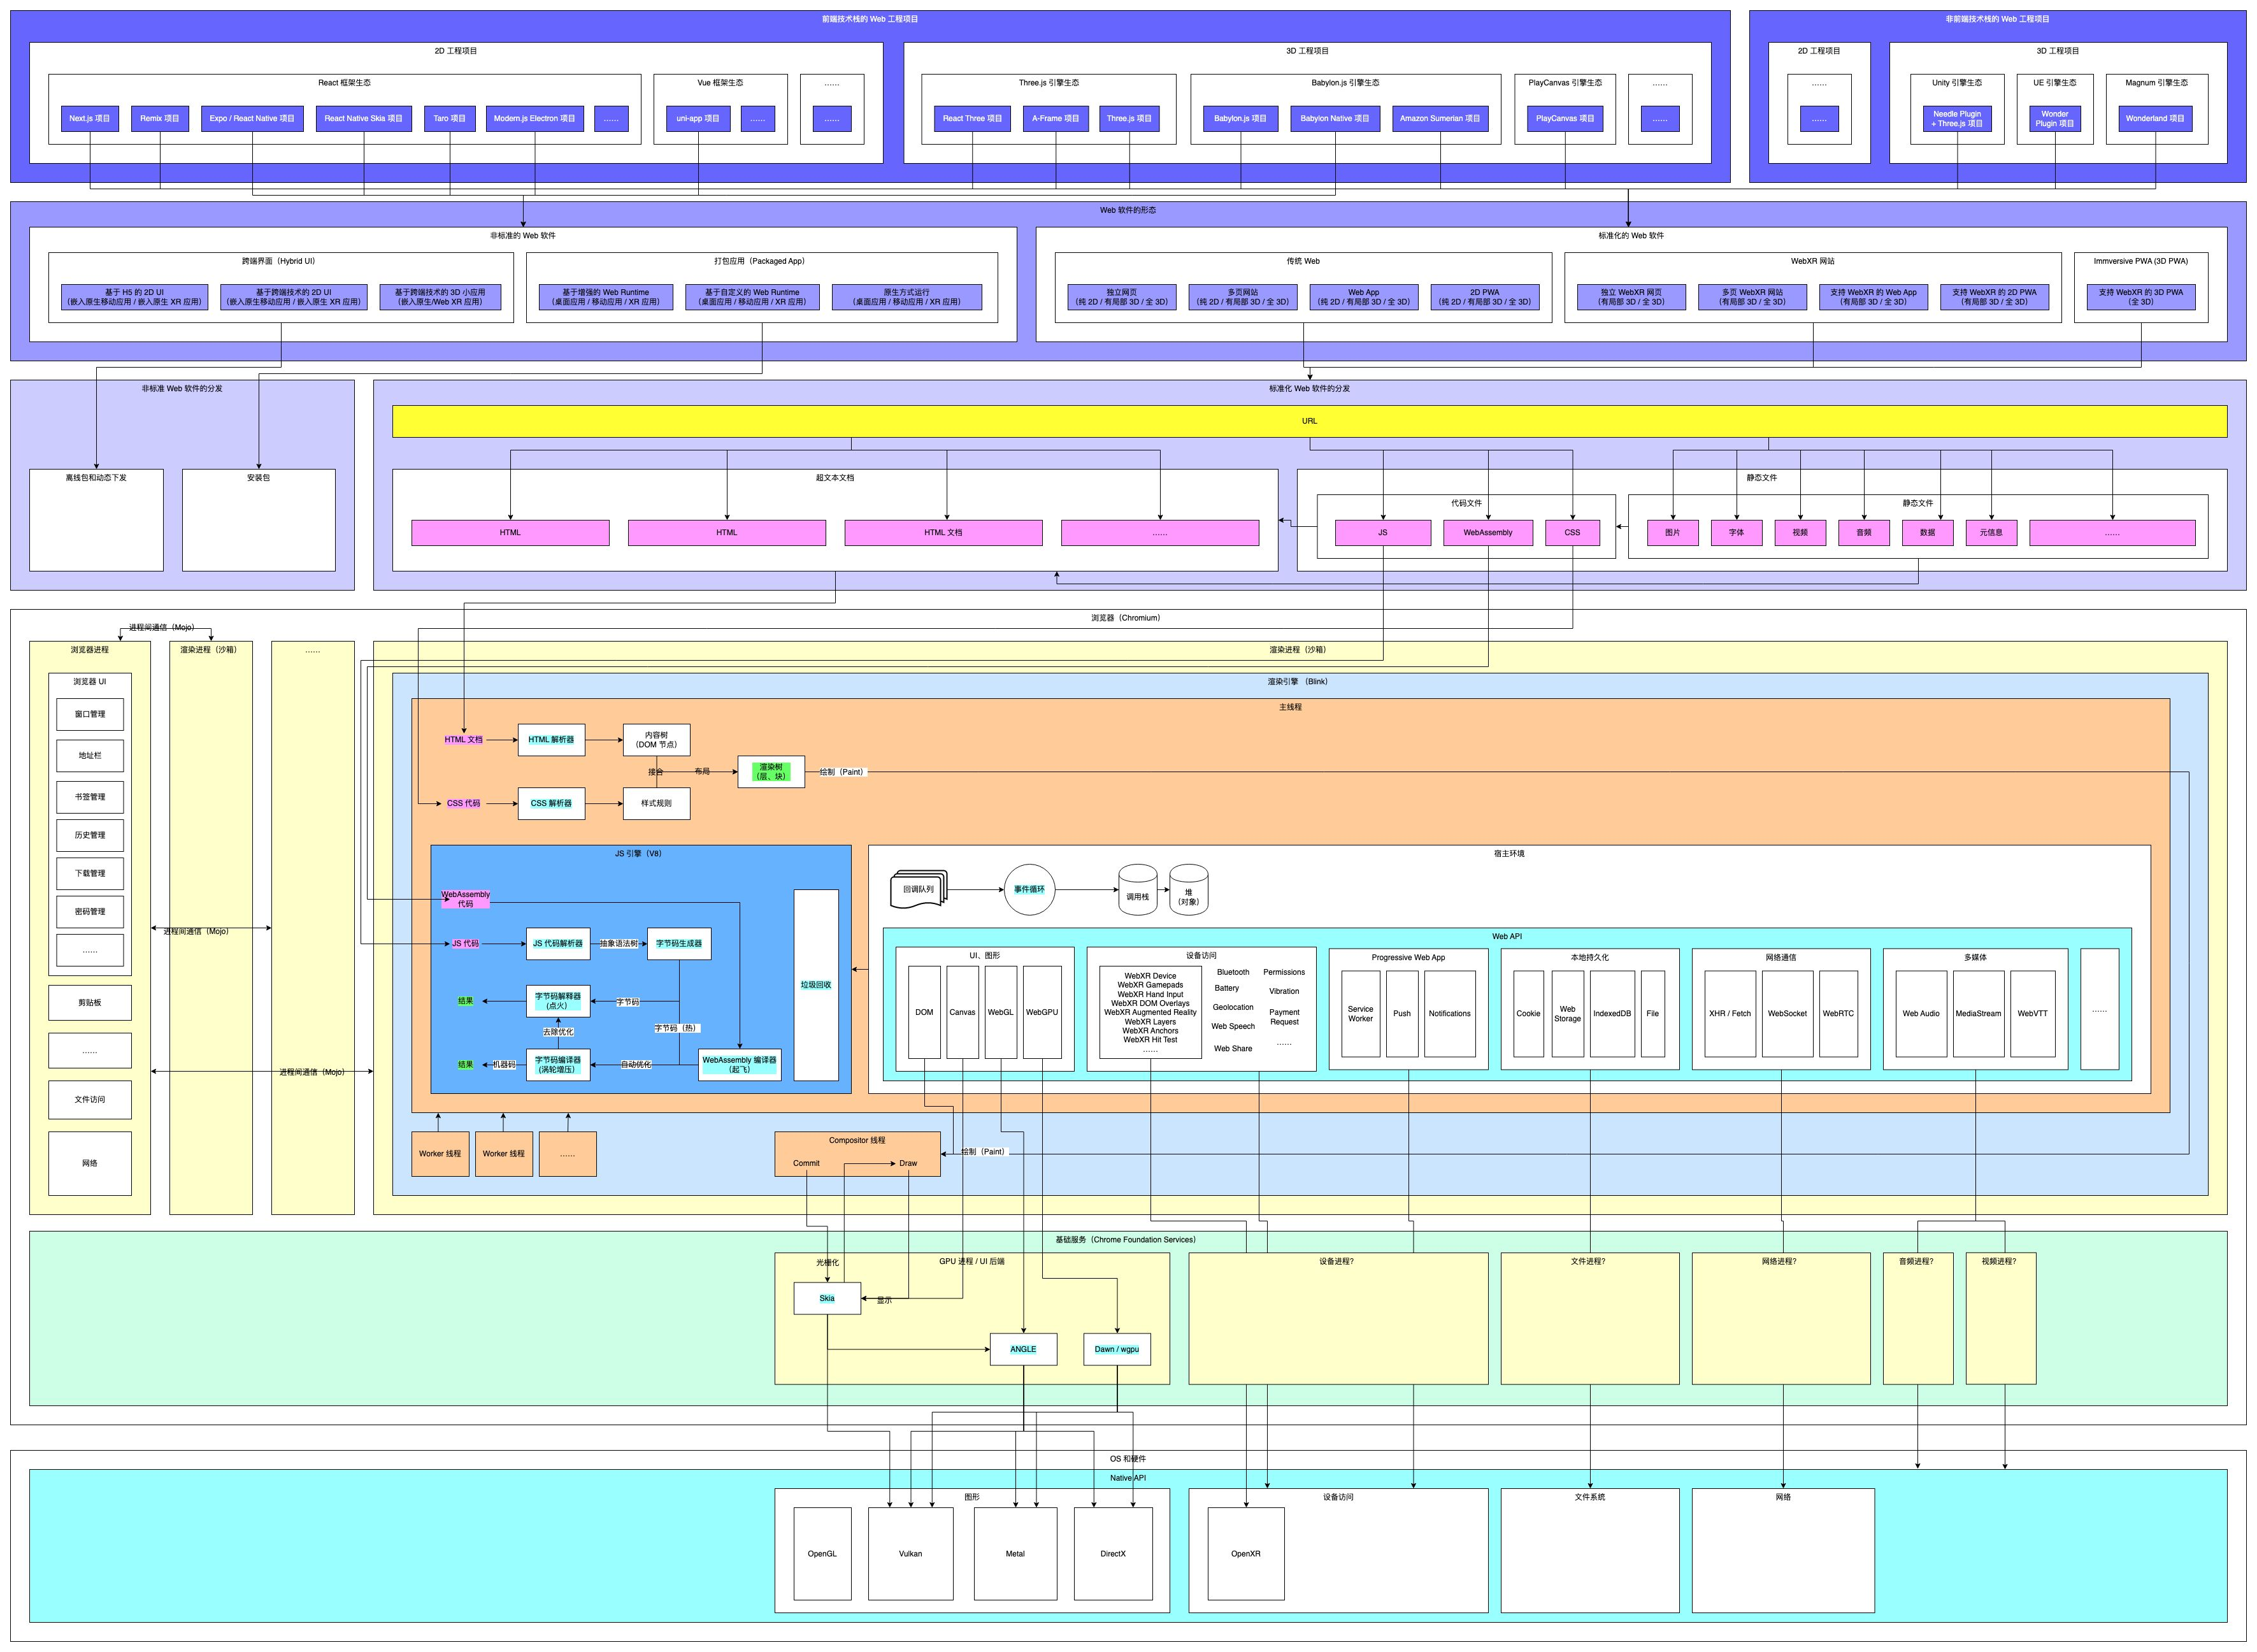 前端技术栈的 Web 工程项目
非前端技术栈的 Web 工程项目
2D 工程项目
3D 工程项目
2D 工程项目
3D 工程项目
React 框架生态
Vue 框架生态
……
Three.js 引擎生态
Babylon.js 引擎生态
PlayCanvas 引擎生态
……
……
Unity 引擎生态
UE 引擎生态
Magnum 引擎生态
Next.js 项目
Remix 项目
Expo / React Native 项目
React Native Skia 项目
Taro 项目
Modern.js Electron 项目
……
uni-app 项目
……
……
React Three 项目
A-Frame 项目
Three.js 项目
Babylon.js 项目
Babylon Native 项目
Amazon Sumerian 项目
PlayCanvas 项目
……
……
Needle Plugin
+ Three.js 项目
Wonder
Plugin 项目
Wonderland 项目
Web 软件的形态
非标准的 Web 软件
标准化的 Web 软件
跨端界面（Hybrid UI）
打包应用（Packaged App）
传统 Web
WebXR 网站
Immversive PWA (3D PWA)
基于 H5 的 2D UI
（嵌入原生移动应用 / 嵌入原生 XR 应用）
基于跨端技术的 2D UI
（嵌入原生移动应用 / 嵌入原生 XR 应用）
基于跨端技术的 3D 小应用
（嵌入原生/Web XR 应用）
基于增强的 Web Runtime
（桌面应用 / 移动应用 / XR 应用）
基于自定义的 Web Runtime
（桌面应用 / 移动应用 / XR 应用）
原生方式运行
（桌面应用 / 移动应用 / XR 应用）
独立网页
（纯 2D / 有局部 3D / 全 3D）
多页网站
（纯 2D / 有局部 3D / 全 3D）
Web App
（纯 2D / 有局部 3D / 全 3D）
2D PWA
（纯 2D / 有局部 3D / 全 3D）
独立 WebXR 网页
（有局部 3D / 全 3D）
多页 WebXR 网站
（有局部 3D / 全 3D）
支持 WebXR 的 Web App
（有局部 3D / 全 3D）
支持 WebXR 的 2D PWA
（有局部 3D / 全 3D）
支持 WebXR 的 3D PWA
（全 3D）
非标准 Web 软件的分发
标准化 Web 软件的分发
URL
离线包和动态下发
安装包
超文本文档
静态文件
代码文件
静态文件
HTML
HTML
HTML 文档
……
JS
WebAssembly
CSS
图片
字体
视频
音频
数据
元信息
……
浏览器（Chromium）
进程间通信（Mojo）
浏览器进程
渲染进程（沙箱）
……
渲染进程（沙箱）
浏览器 UI
渲染引擎 （Blink）
主线程
窗口管理
地址栏
书签管理
历史管理
下载管理
密码管理
……
剪贴板
……
文件访问
网络
进程间通信（Mojo）
进程间通信（Mojo）
HTML 文档
HTML 解析器
内容树
（DOM 节点）
接合
布局
渲染树
（层、块）
绘制（Paint）
CSS 代码
CSS 解析器
样式规则
JS 引擎（V8）
WebAssembly
代码
JS 代码
JS 代码解析器
抽象语法树
字节码生成器
垃圾回收
结果
字节码解释器
（点火）
字节码
去除优化
字节码（热）
结果
机器码
字节码编译器
（涡轮增压）
自动优化
WebAssembly 编译器
（起飞）
宿主环境
回调队列
事件循环
调用栈
堆
（对象）
Web API
UI、图形
设备访问
Progressive Web App
本地持久化
网络通信
多媒体
DOM
Canvas
WebGL
WebGPU
WebXR Device
WebXR Gamepads
WebXR Hand Input
WebXR DOM Overlays
WebXR Augmented Reality
WebXR Layers
WebXR Anchors
WebXR Hit Test
……
Bluetooth
Battery
Geolocation
Web Speech
Web Share
Permissions
Vibration
Payment
Request
……
Service
Worker
Push
Notifications
Cookie
Web
Storage
IndexedDB
File
XHR / Fetch
WebSocket
WebRTC
Web Audio
MediaStream
WebVTT
……
Worker 线程
Worker 线程
……
Compositor 线程
Commit
Draw
绘制（Paint）
基础服务（Chrome Foundation Services）
光栅化
GPU 进程 / UI 后端
设备进程?
文件进程?
网络进程?
音频进程?
视频进程?
Skia
显示
ANGLE
Dawn / wgpu
OS 和硬件
Native API
图形
设备访问
文件系统
网络
OpenGL
Vulkan
Metal
DirectX
OpenXR